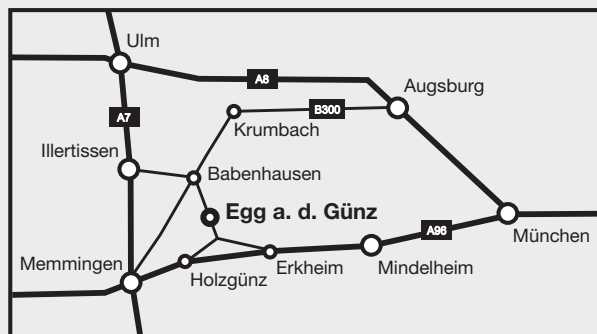 Ulm
A8
Augsburg
A7
B300
Krumbach
Illertissen
Babenhausen
Egg a. d. Günz
A96
München
Memmingen
Holzgünz
Erkheim
Mindelheim